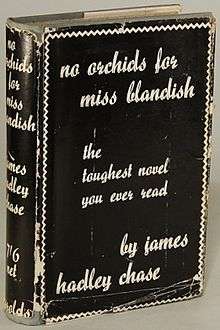 no orchids for
miss blandish
the
toughest novel
you ever read
by james
hadley chase
no
orchids
for
miss
blandish
james
hadley
chase
7/6
net